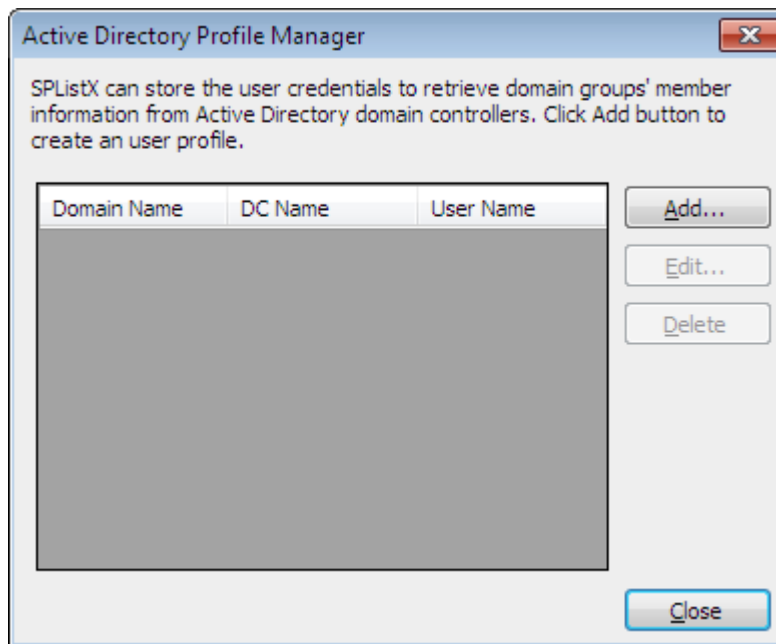 Active Directory Profile Manager
SPListX can store the user credentials to retrieve domain groups' member
information from Active Directory domain controllers. Click Add button to
create an user profile.
Domain Name DC Name User Name
Add...
Edit...
Delete
Close